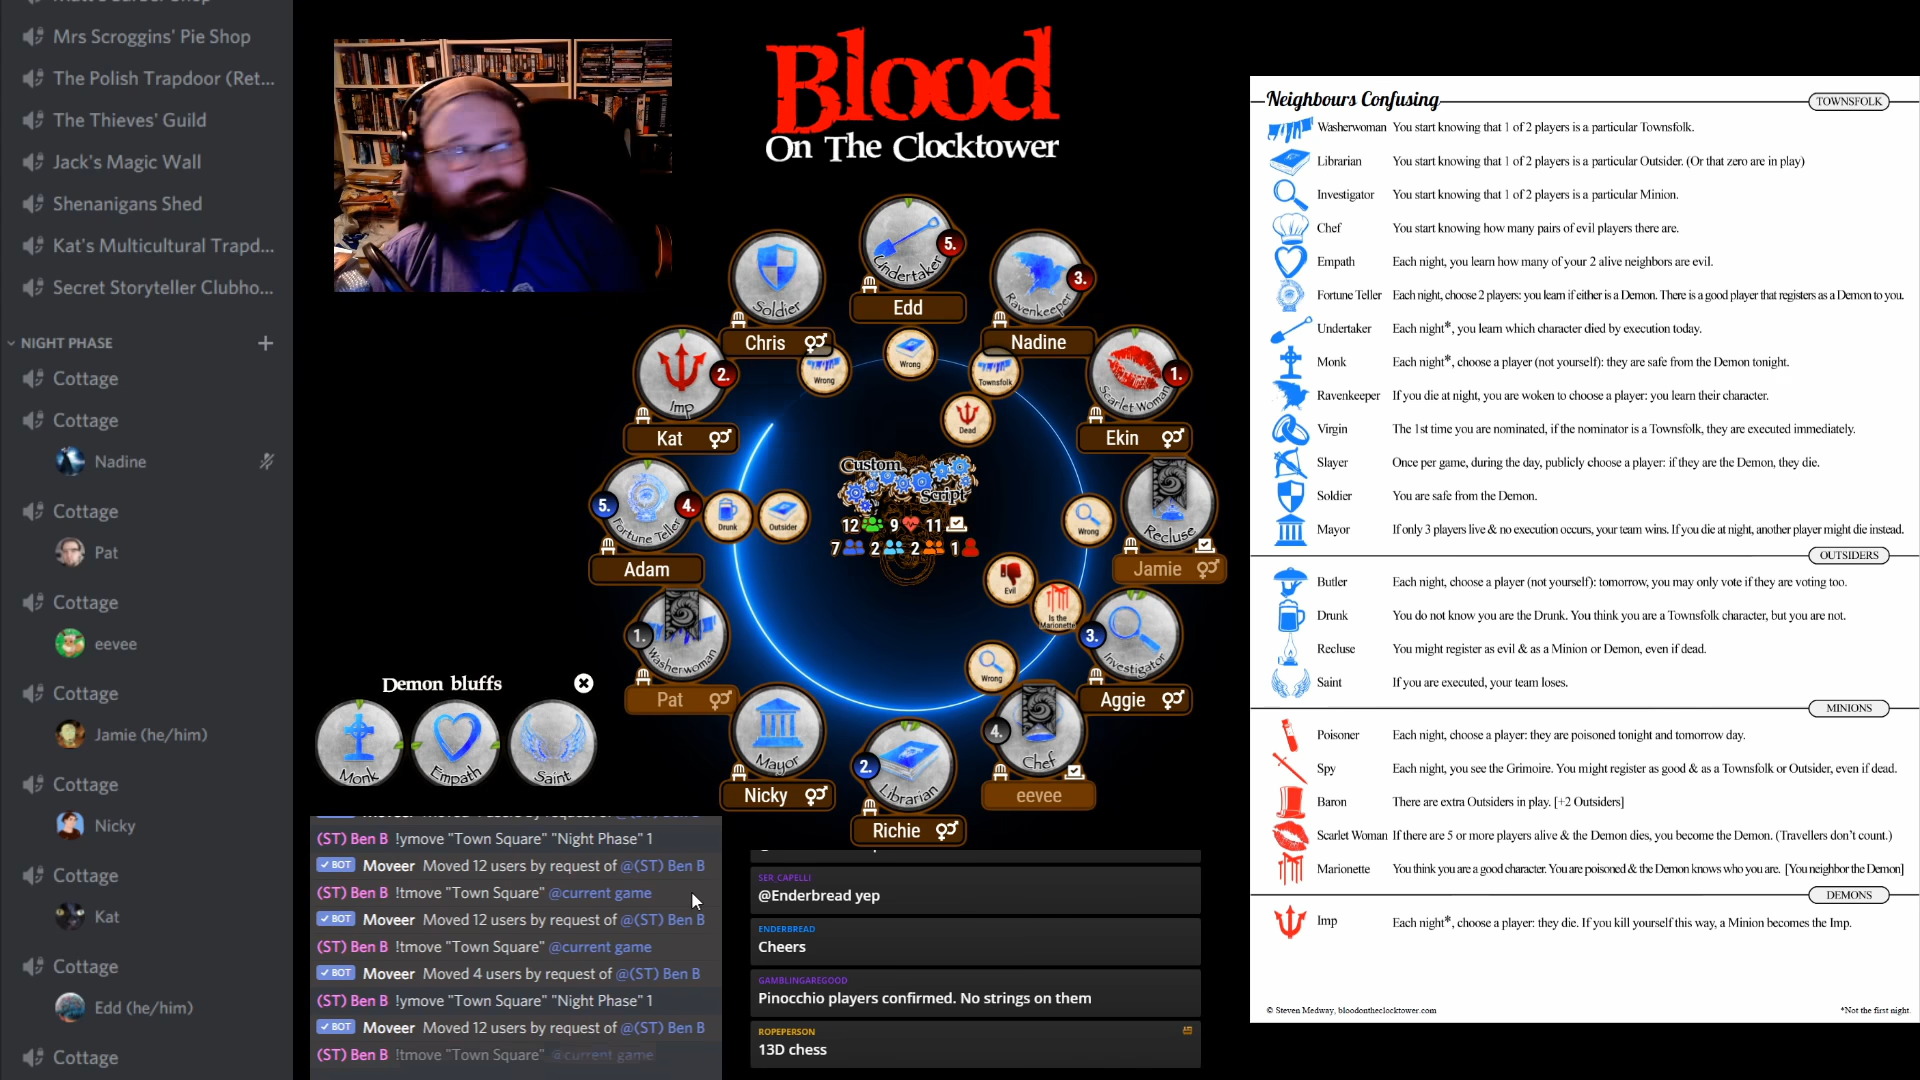 Mrs Scroggins' Pie Shop
The Polish Trapdoor (Ret...
The Thieves' Guild
Jack's Magic Wall
Shenanigans Shed
Kat's Multicultural Trapd...
Secret Storyteller Clubho...
NIGHT PHASE
Cottage
Cottage
Nadine
Cottage
Pat
Cottage
eevee
Cottage
Jamie (he/him)
Cottage
Nicky
Cottage
Kat
Cottage
Edd (he/him)
Cottage
Blood
On The Clocktower
Undertaker
5.
Edd
Soldier
Chris
Ravenkeeper
3.
Nadine
Wrong
Wrong
Townsfolk
Dead
Imp
2.
Kat
Scarlet Woman
1.
Ekin
Custom
Script
12 9 11
7 2 2 1
5.
Fortune Teller
4.
Adam
Drunk
Outsider
Wrong
Recluse
Jamie
Evil
Is the
Marionette
1.
Washerwoman
Pat
3.
Investigator
Aggie
Wrong
Mayor
Nicky
2.
Librarian
Richie
4.
Chef
eevee
Demon bluffs
Monk
Empath
Saint
(ST) Ben B !ymove "Town Square" "Night Phase" 1
BOT Moveer Moved 12 users by request of @(ST) Ben B
(ST) Ben B !tmove "Town Square" @current game
BOT Moveer Moved 12 users by request of @(ST) Ben B
(ST) Ben B !tmove "Town Square" @current game
BOT Moveer Moved 4 users by request of @(ST) Ben B
(ST) Ben B !ymove "Town Square" "Night Phase" 1
BOT Moveer Moved 12 users by request of @(ST) Ben B
(ST) Ben B !tmove "Town Square" @current game
SER_CAPELLI
@Enderbread yep
ENDERBREAD
Cheers
GAMBLINGAREGOOD
Pinocchio players confirmed. No strings on them
ROPEPERSON
13D chess
Neighbours Confusing
TOWNSFOLK
Washerwoman You start knowing that 1 of 2 players is a particular Townsfolk.
Librarian You start knowing that 1 of 2 players is a particular Outsider. (Or that zero are in play)
Investigator You start knowing that 1 of 2 players is a particular Minion.
Chef You start knowing how many pairs of evil players there are.
Empath Each night, you learn how many of your 2 alive neighbors are evil.
Fortune Teller Each night, choose 2 players: you learn if either is a Demon. There is a good player that registers as a Demon to you.
Undertaker Each night*, you learn which character died by execution today.
Monk Each night*, choose a player (not yourself): they are safe from the Demon tonight.
Ravenkeeper If you die at night, you are woken to choose a player: you learn their character.
Virgin The 1st time you are nominated, if the nominator is a Townsfolk, they are executed immediately.
Slayer Once per game, during the day, publicly choose a player: if they are the Demon, they die.
Soldier You are safe from the Demon.
Mayor If only 3 players live & no execution occurs, your team wins. If you die at night, another player might die instead.
OUTSIDERS
Butler Each night, choose a player (not yourself): tomorrow, you may only vote if they are voting too.
Drunk You do not know you are the Drunk. You think you are a Townsfolk character, but you are not.
Recluse You might register as evil & as a Minion or Demon, even if dead.
Saint If you are executed, your team loses.
MINIONS
Poisoner Each night, choose a player: they are poisoned tonight and tomorrow day.
Spy Each night, you see the Grimoire. You might register as good & as a Townsfolk or Outsider, even if dead.
Baron There are extra Outsiders in play. [+2 Outsiders]
Scarlet Woman If there are 5 or more players alive & the Demon dies, you become the Demon. (Travellers don't count.)
Marionette You think you are a good character. You are poisoned & the Demon knows who you are. [You neighbor the Demon]
DEMONS
Imp Each night*, choose a player: they die. If you kill yourself this way, a Minion becomes the Imp.
© Steven Medway, bloodontheclocktower.com
*Not the first night.